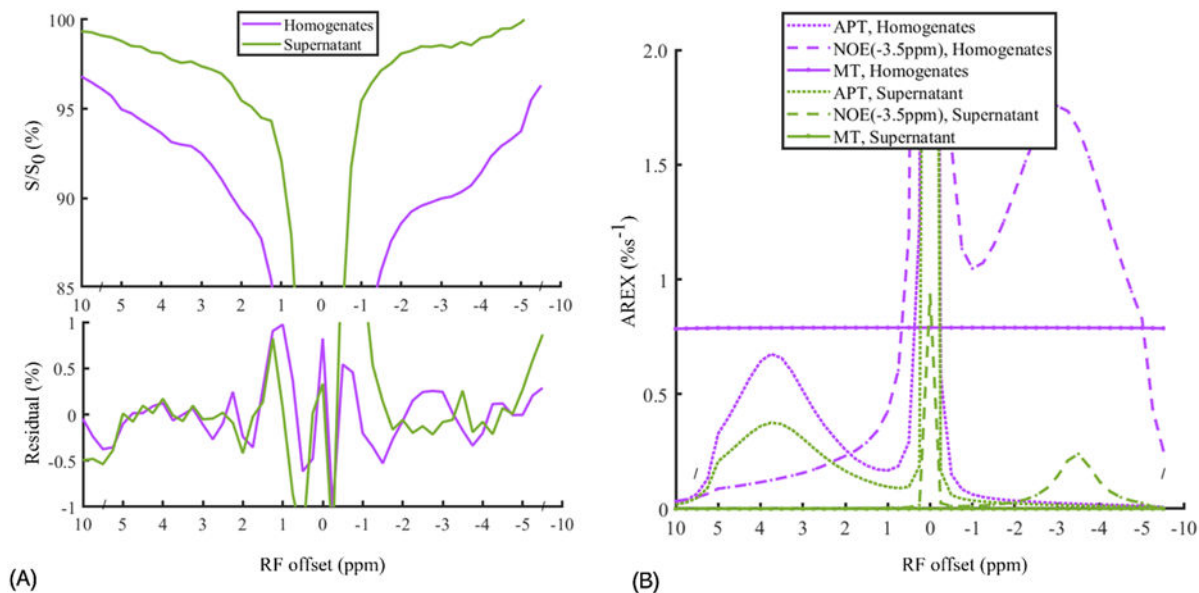 Homogenates
Supernatant
100
95
90
85
S/S0 (%)
10 5 4 3 2 1 0 -1 -2 -3 -4 -5 -10
1
0.5
0
-0.5
-1
Residual (%)
10 5 4 3 2 1 0 -1 -2 -3 -4 -5 -10
RF offset (ppm)
(A)
APT, Homogenates
NOE(-3.5ppm), Homogenates
MT, Homogenates
APT, Supernatant
NOE(-3.5ppm), Supernatant
MT, Supernatant
2.0
1.5
1
0.5
0
AREX (%s-1)
10 5 4 3 2 1 0 -1 -2 -3 -4 -5 -10
RF offset (ppm)
(B)